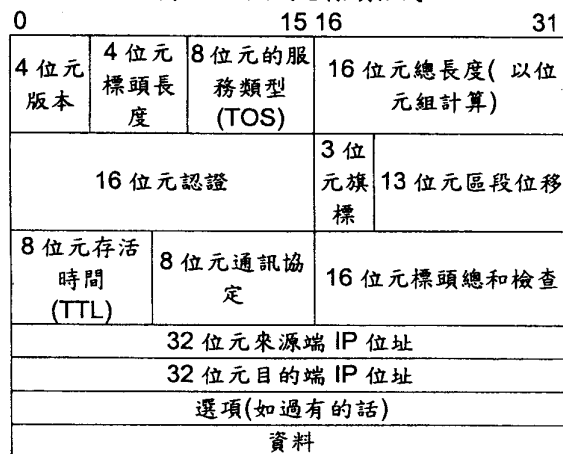 0 15 16 31
4 位元版本
4 位元標頭長度
8 位元的服務類型(TOS)
16 位元總長度( 以位元組計算)
16 位元認證
3 位元旗標
13 位元區段位移
8 位元存活時間(TTL)
8 位元通訊協定
16 位元標頭總和檢查
32 位元來源端 IP 位址
32 位元目的端 IP 位址
選項(如過有的話)
資料